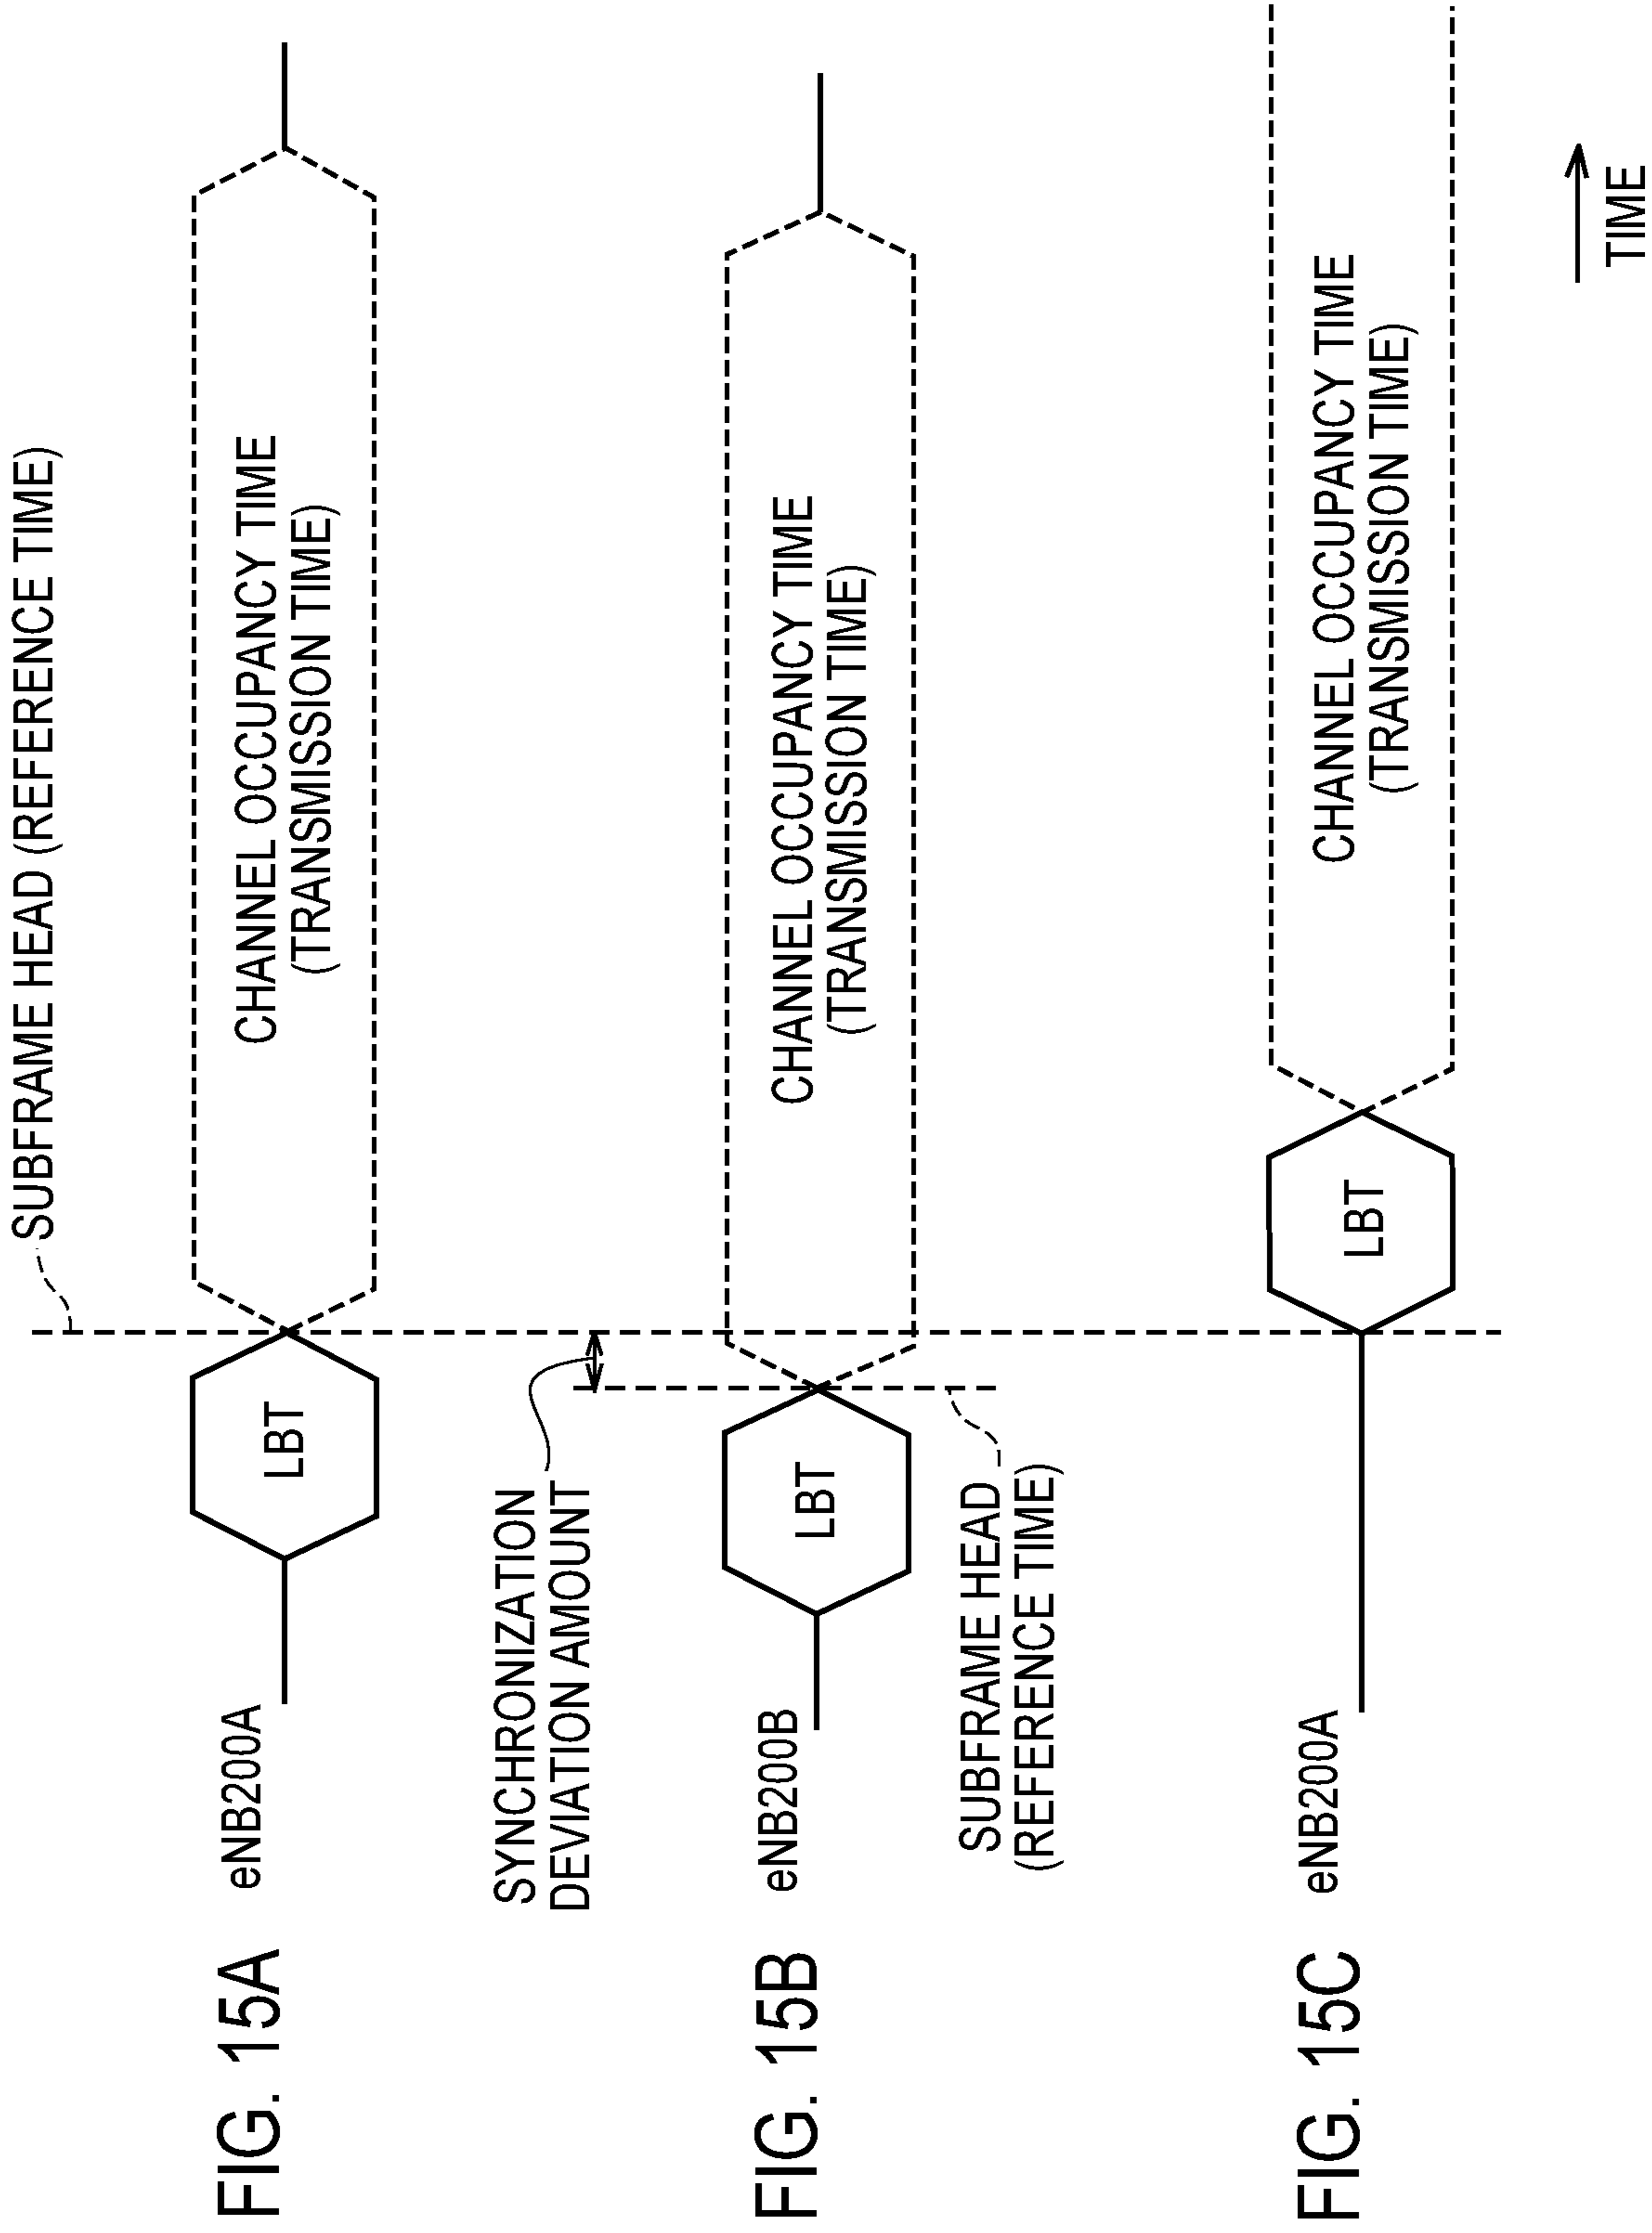 SUBFRAME HEAD (REFERENCE TIME)
FIG. 15A
eNB200A
LBT
CHANNEL OCCUPANCY TIME
(TRANSMISSION TIME)
SYNCHRONIZATION
DEVIATION AMOUNT
FIG. 15B
eNB200B
LBT
CHANNEL OCCUPANCY TIME
(TRANSMISSION TIME)
SUBFRAME HEAD
(REFERENCE TIME)
FIG. 15C
eNB200A
LBT
CHANNEL OCCUPANCY TIME
(TRANSMISSION TIME)
TIME